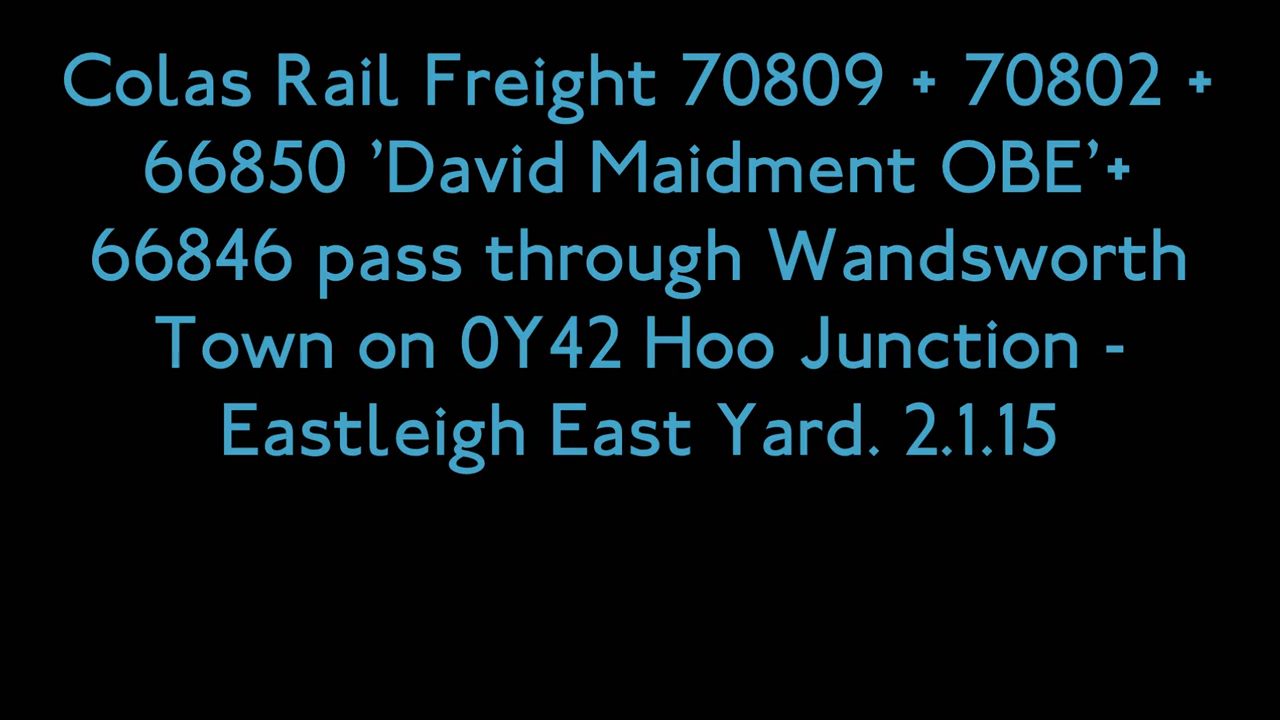 Colas Rail Freight 70809 + 70802 +
66850 'David Maidment OBE'+
66846 pass through Wandsworth
Town on 0Y42 Hoo Junction -
Eastleigh East Yard. 2.1.15